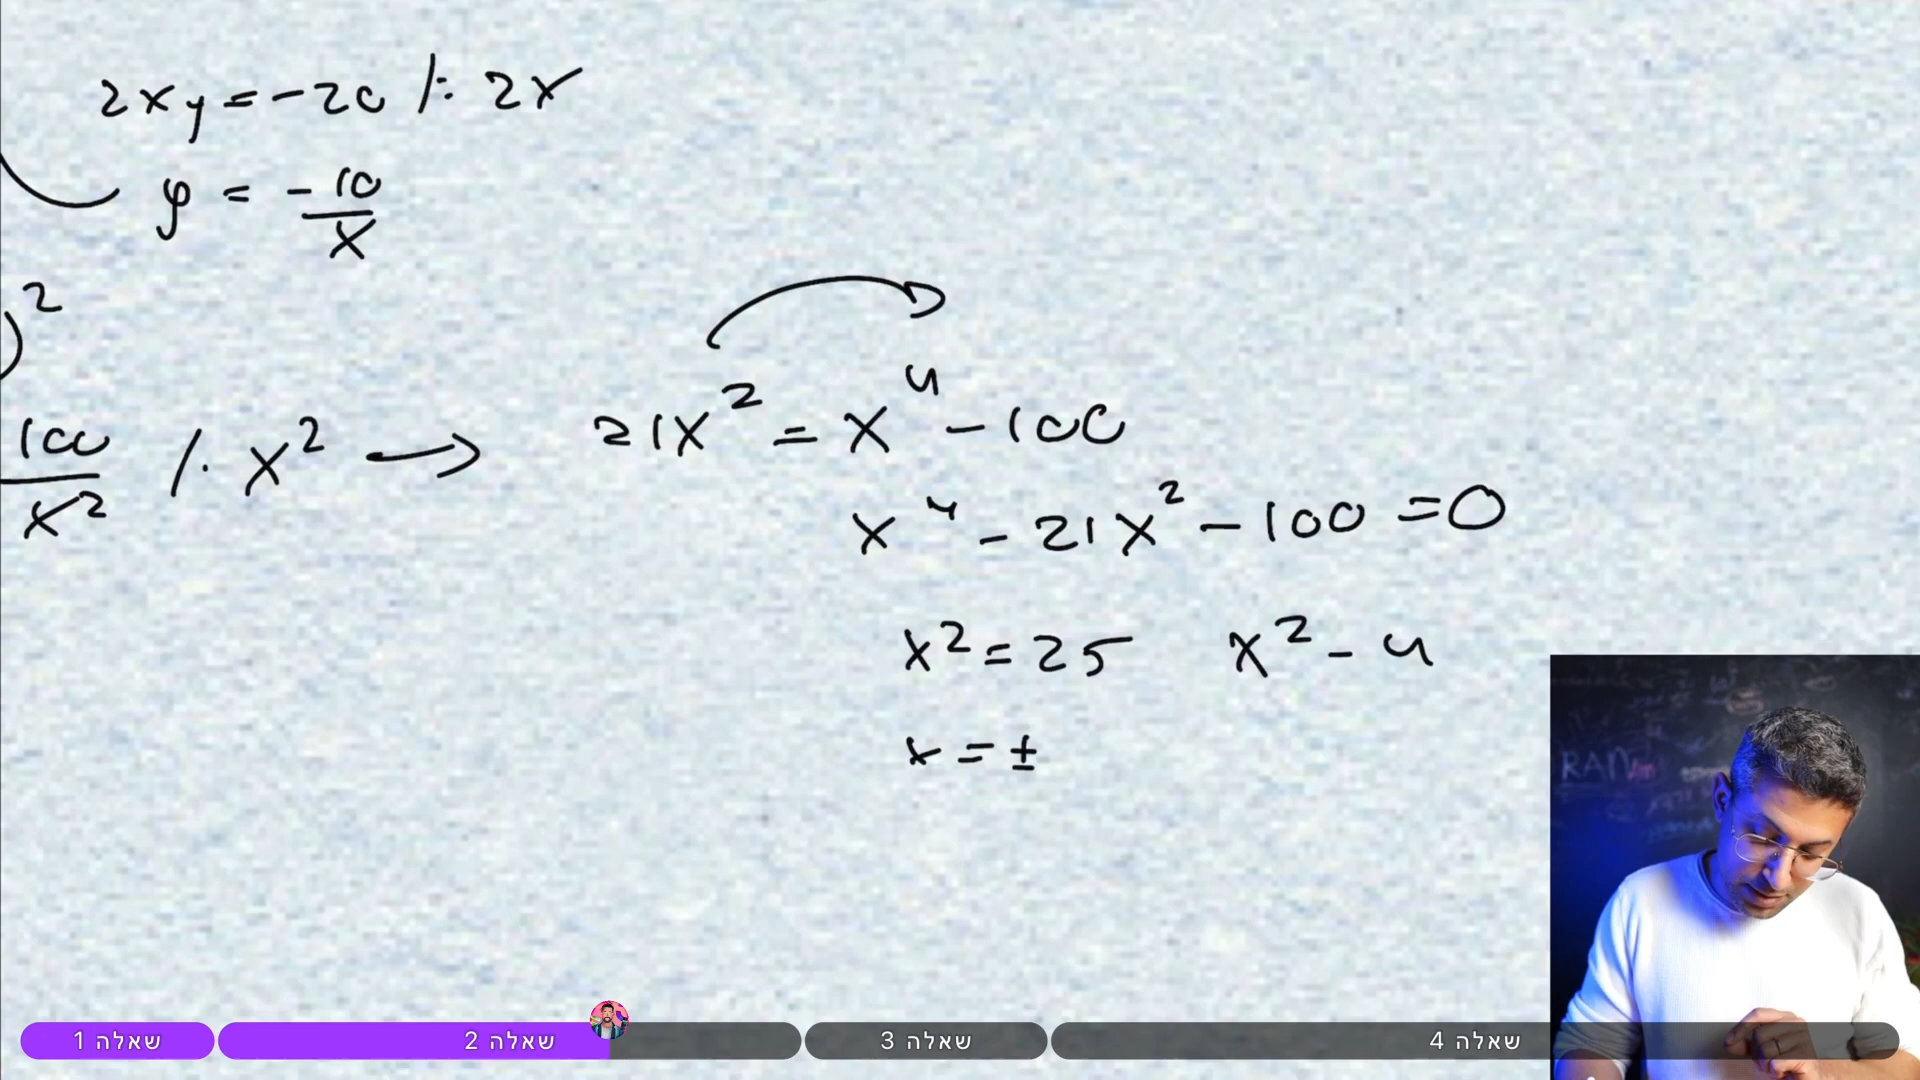 2xy = -20 /: 2x
y = -10/x
)²
100/x² /· x² → 21x² = x⁴ - 100
x⁴ - 21x² - 100 = 0
x² = 25 x² - 4
x = ±
RAN
שאלה 1 שאלה 2 שאלה 3 שאלה 4